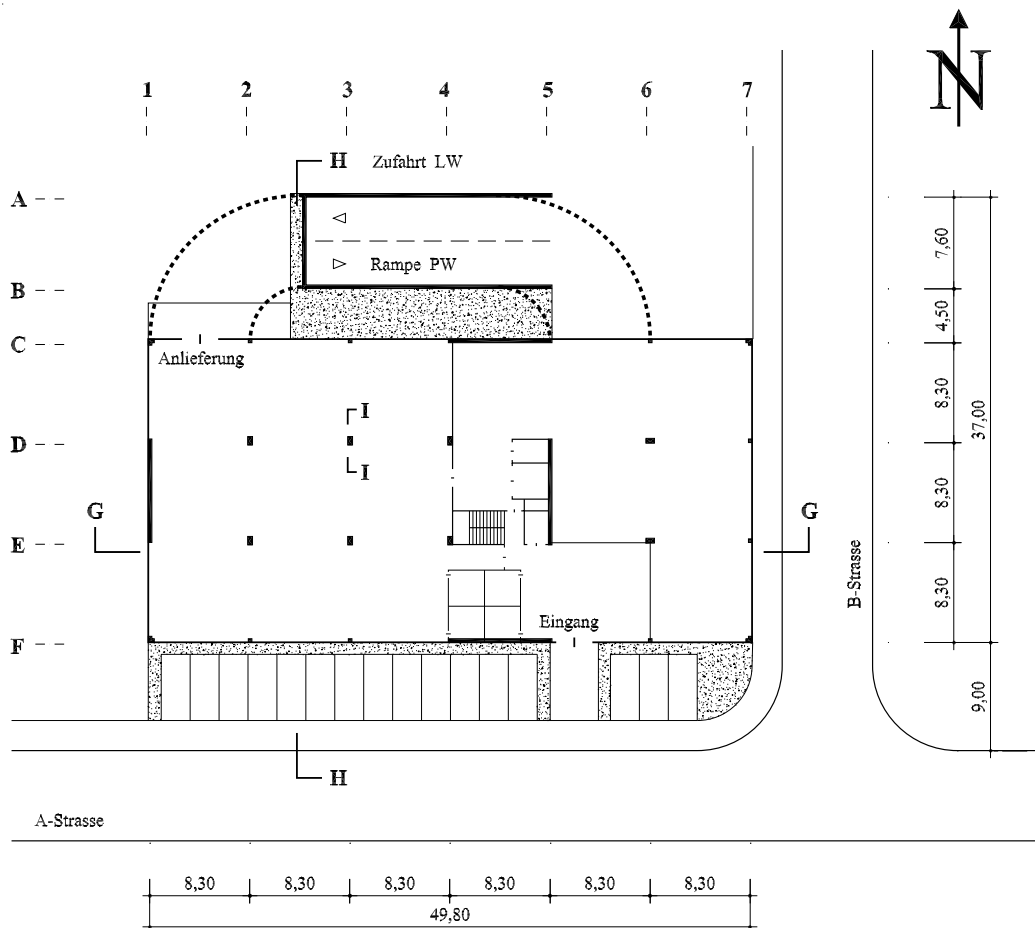 N
1 2 3 4 5 6 7
H Zufahrt LW
A
7,60
Rampe PW
B
4,50
C
Anlieferung
8,30
I
37,00
D
I
8,30
G G
E
8,30
B-Strasse
Eingang
F
9,00
H
A-Strasse
8,30 8,30 8,30 8,30 8,30 8,30
49,80